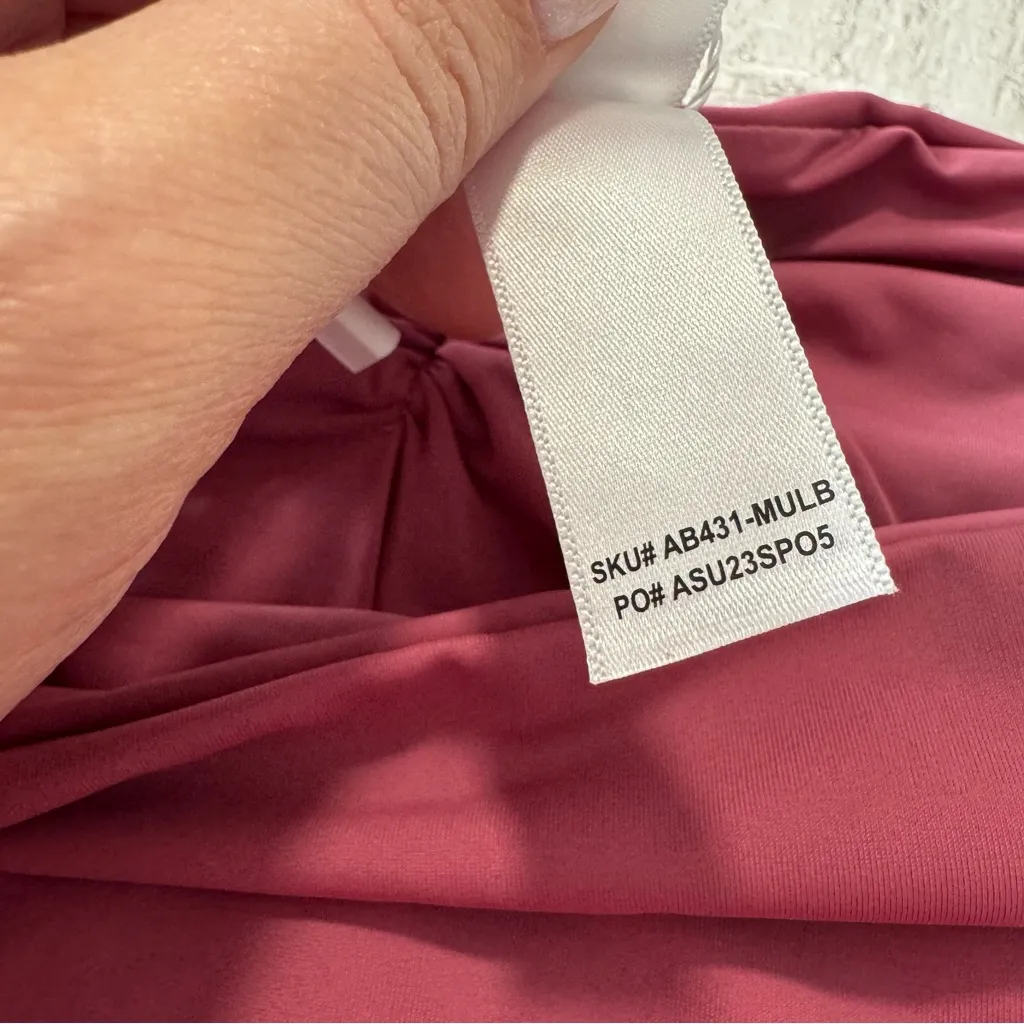 SKU# AB431-MULB
PO# ASU23SPO5